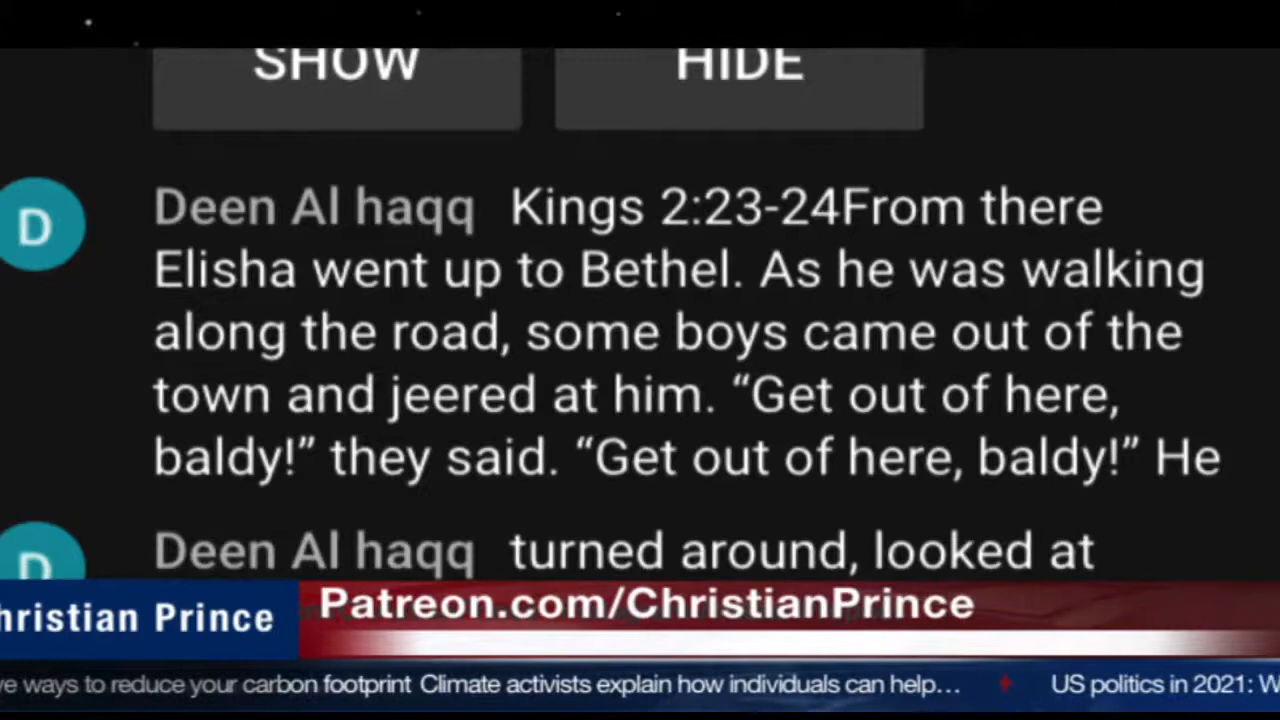 SHOW HIDE
D
Deen Al haqq Kings 2:23-24From there
Elisha went up to Bethel. As he was walking
along the road, some boys came out of the
town and jeered at him. “Get out of here,
baldy!” they said. “Get out of here, baldy!” He
D
Deen Al haqq turned around, looked at
hristian Prince
Patreon.com/ChristianPrince
ve ways to reduce your carbon footprint Climate activists explain how individuals can help… US politics in 2021: W